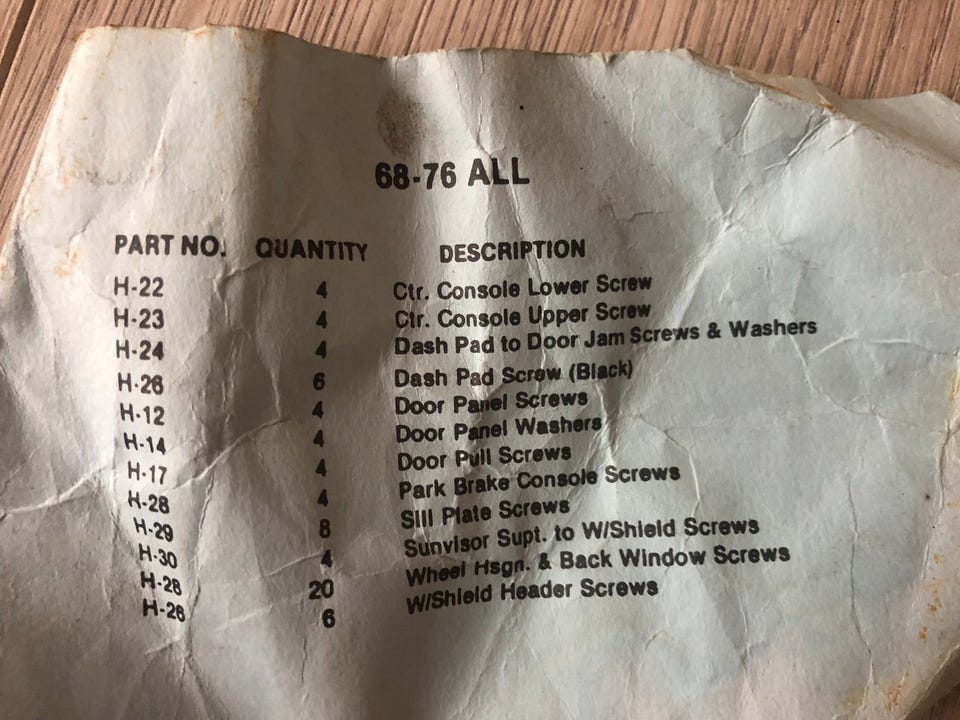 68-76 ALL
PART NO. QUANTITY DESCRIPTION
H-22 4 Ctr. Console Lower Screw
H-23 4 Ctr. Console Upper Screw
H-24 4 Dash Pad to Door Jam Screws & Washers
H-26 6 Dash Pad Screw (Black)
H-12 4 Door Panel Screws
H-14 4 Door Panel Washers
H-17 4 Door Pull Screws
H-28 4 Park Brake Console Screws
H-29 8 Sill Plate Screws
H-30 4 Sunvisor Supt. to W/Shield Screws
H-28 20 Wheel Hsgn. & Back Window Screws
H-26 6 W/Shield Header Screws